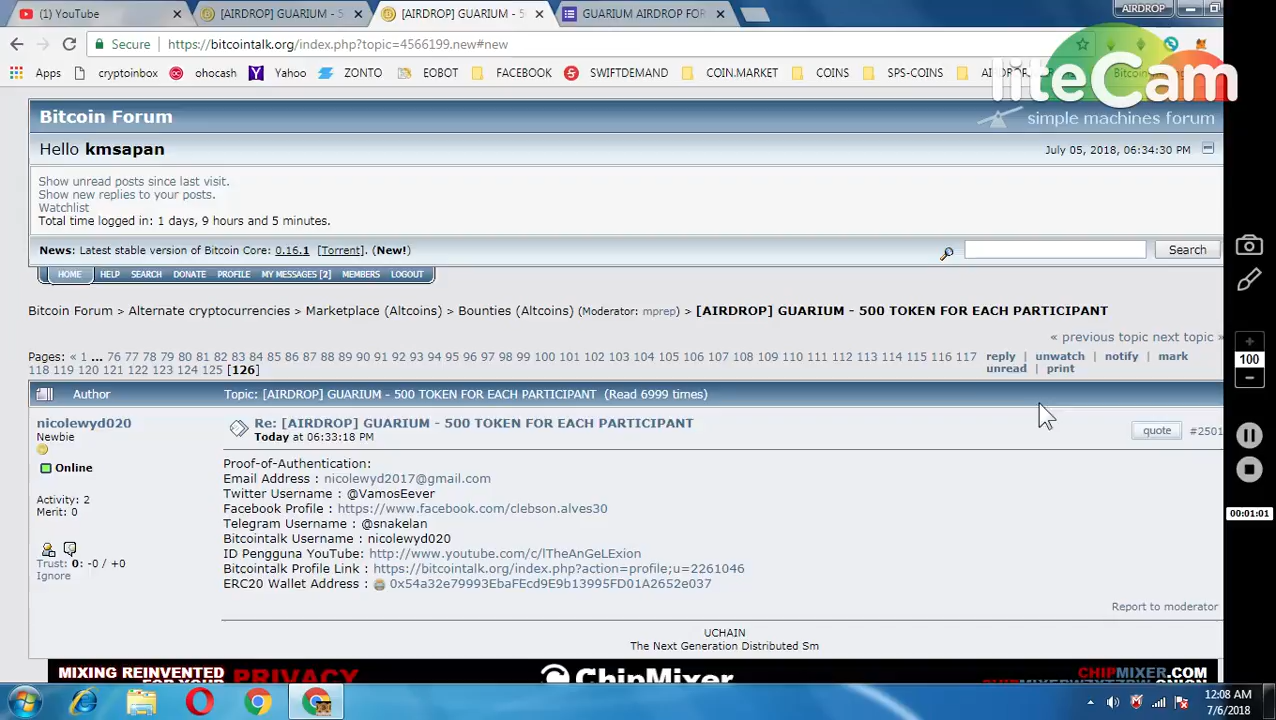 (1) YouTube
[AIRDROP] GUARIUM - 5
[AIRDROP] GUARIUM - 5
GUARIUM AIRDROP FOR
AIRDROP
Secure
https://bitcointalk.org/index.php?topic=4566199.new#new
Apps cryptoinbox ohocash Yahoo ZONTO EOBOT FACEBOOK SWIFTDEMAND COIN.MARKET COINS SPS-COINS
liteCam
Bitcoin Forum
simple machines forum
Hello kmsapan
July 05, 2018, 06:34:30 PM
Show unread posts since last visit.
Show new replies to your posts.
Watchlist
Total time logged in: 1 days, 9 hours and 5 minutes.
News: Latest stable version of Bitcoin Core: 0.16.1 [Torrent]. (New!)
Search
HOME HELP SEARCH DONATE PROFILE MY MESSAGES [2] MEMBERS LOGOUT
Bitcoin Forum > Alternate cryptocurrencies > Marketplace (Altcoins) > Bounties (Altcoins) (Moderator: mprep) > [AIRDROP] GUARIUM - 500 TOKEN FOR EACH PARTICIPANT
« previous topic next topic »
Pages: « 1 ... 76 77 78 79 80 81 82 83 84 85 86 87 88 89 90 91 92 93 94 95 96 97 98 99 100 101 102 103 104 105 106 107 108 109 110 111 112 113 114 115 116 117
118 119 120 121 122 123 124 125 [126]
reply | unwatch | notify | mark
unread | print
100
Author
Topic: [AIRDROP] GUARIUM - 500 TOKEN FOR EACH PARTICIPANT (Read 6999 times)
nicolewyd020
Newbie
Online
Activity: 2
Merit: 0
Trust: 0: -0 / +0
Ignore
Re: [AIRDROP] GUARIUM - 500 TOKEN FOR EACH PARTICIPANT
Today at 06:33:18 PM
quote
#2501
Proof-of-Authentication:
Email Address : nicolewyd2017@gmail.com
Twitter Username : @VamosEever
Facebook Profile : https://www.facebook.com/clebson.alves30
Telegram Username : @snakelan
Bitcointalk Username : nicolewyd020
ID Pengguna YouTube: http://www.youtube.com/c/lTheAnGeLExion
Bitcointalk Profile Link : https://bitcointalk.org/index.php?action=profile;u=2261046
ERC20 Wallet Address : 0x54a32e79993EbaFEcd9E9b13995FD01A2652e037
00:01:01
Report to moderator
UCHAIN
The Next Generation Distributed Sm
MIXING REINVENTED
PRIVACY
ChipMixer
CHIPMIXER.COM
12:08 AM
7/6/2018